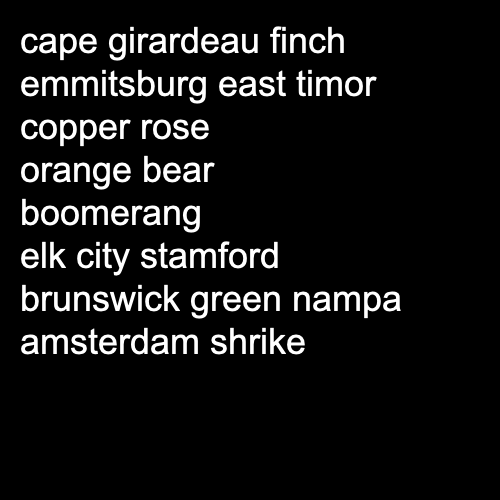 cape girardeau finch
emmitsburg east timor
copper rose
orange bear
boomerang
elk city stamford
brunswick green nampa
amsterdam shrike